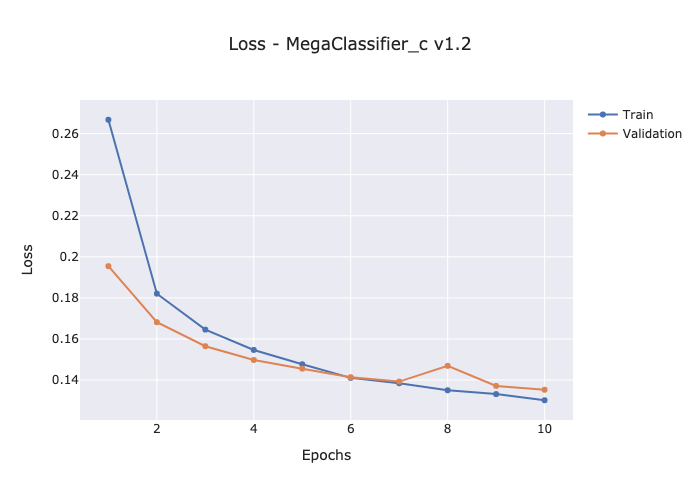 Loss - MegaClassifier_c v1.2
Train
Validation
0.26
0.24
0.22
0.2
0.18
0.16
0.14
Loss
2
4
6
8
10
Epochs